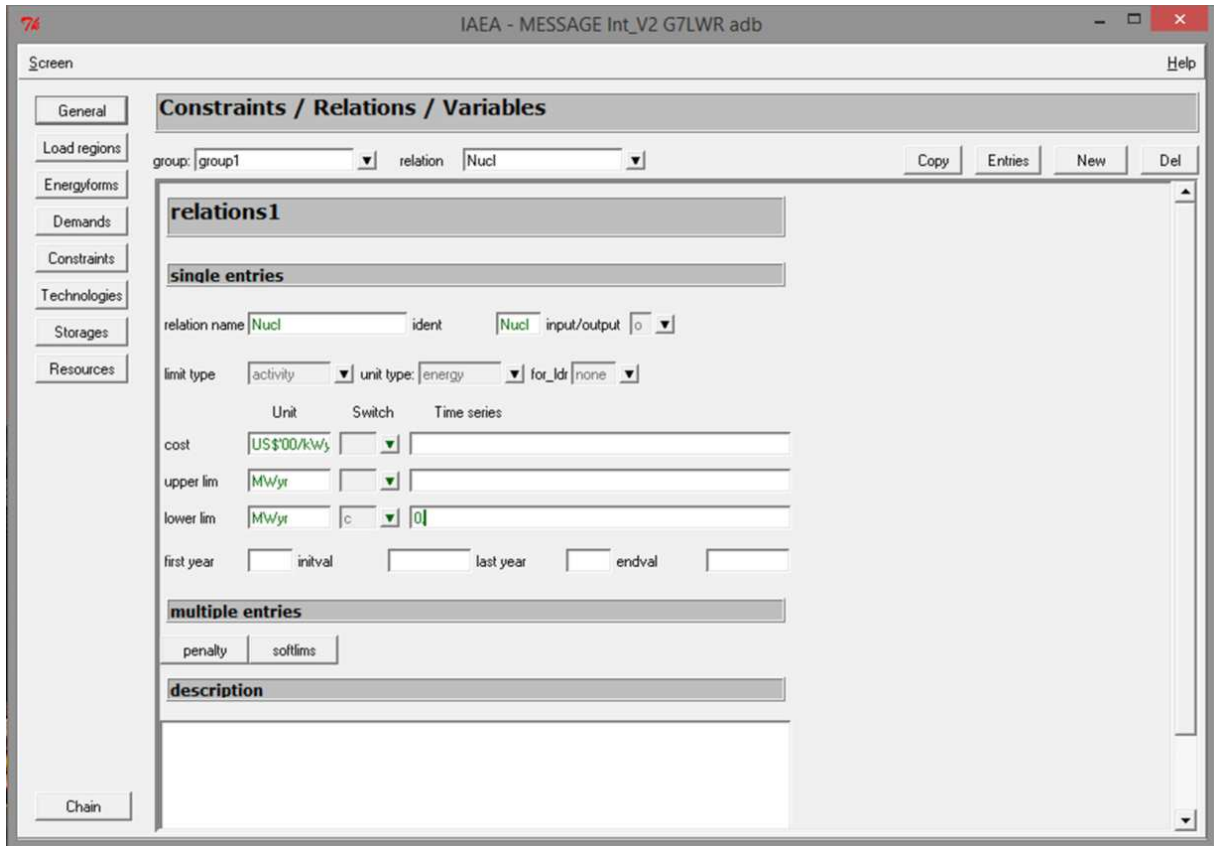 IAEA - MESSAGE Int_V2 G7LWR adb
Screen Help
General
Load regions
Energyforms
Demands
Constraints
Technologies
Storages
Resources
Chain
Constraints / Relations / Variables
group: group1 relation Nucl Copy Entries New Del
relations1
single entries
relation name Nucl ident Nucl input/output o
limit type activity unit type: energy for_ldr none
Unit Switch Time series
cost US$'00/kWy
upper lim MWyr
lower lim MWyr c 0
first year initval last year endval
multiple entries
penalty softlims
description